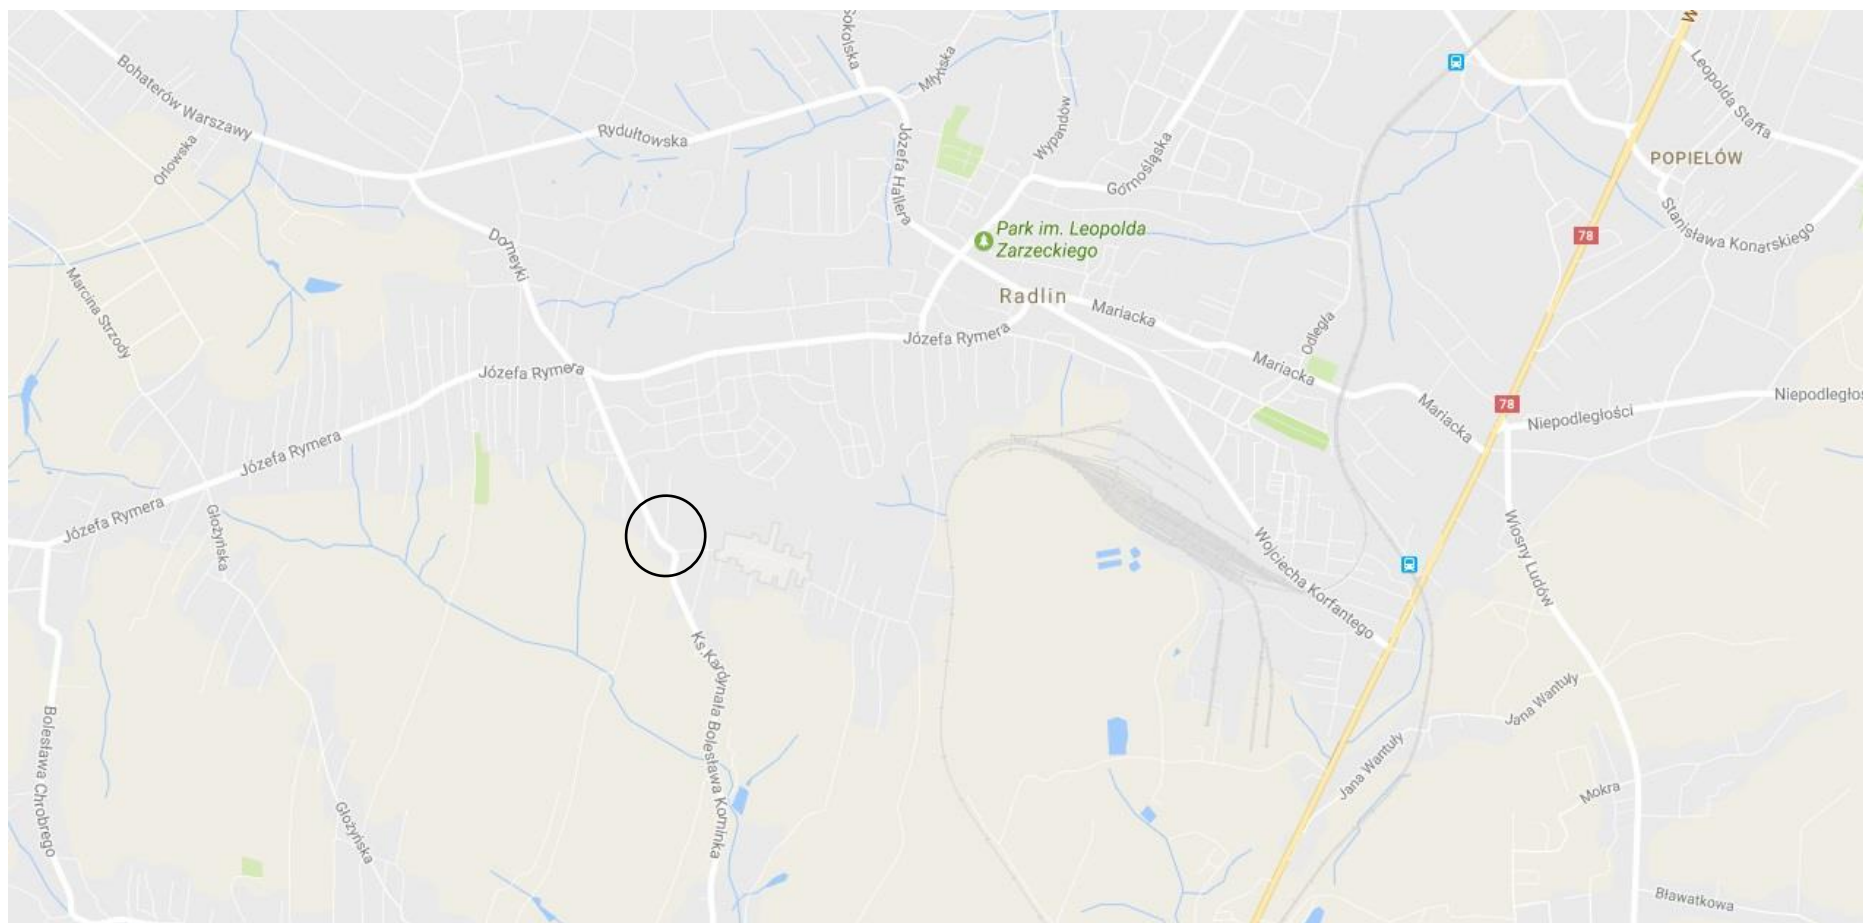 W
Sokolska
Młyńska
Bohaterów Warszawy
Leopolda Staffa
Rydułtowska
Wypandów
Orłowska
Józefa Hallera
Górnośląska
POPIELÓW
Stanisława Konarskiego
Park im. Leopolda
Zarzeckiego
78
Domeyki
Marcina Strzody
Radlin
Mariacka
Odległa
Józefa Rymera
Józefa Rymera
Mariacka
78
Niepodległoś
Mariacka
Niepodległości
Józefa Rymera
Józefa Rymera
Głożyńska
Wiosny Ludów
Wojciecha Korfantego
Ks.Kardynała Bolesława Kominka
Jana Wantuły
Bolesława Chrobrego
Jana Wantuły
Mokra
Głożyńska
Bławatkowa